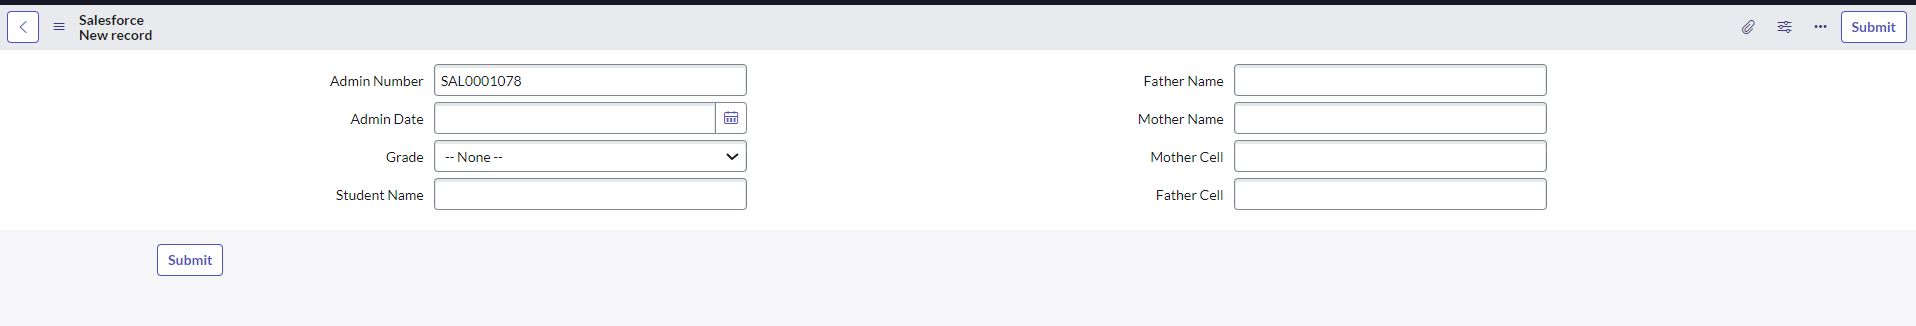 Salesforce
New record
Submit
Admin Number SAL0001078
Father Name
Admin Date
Mother Name
Grade -- None --
Mother Cell
Student Name
Father Cell
Submit